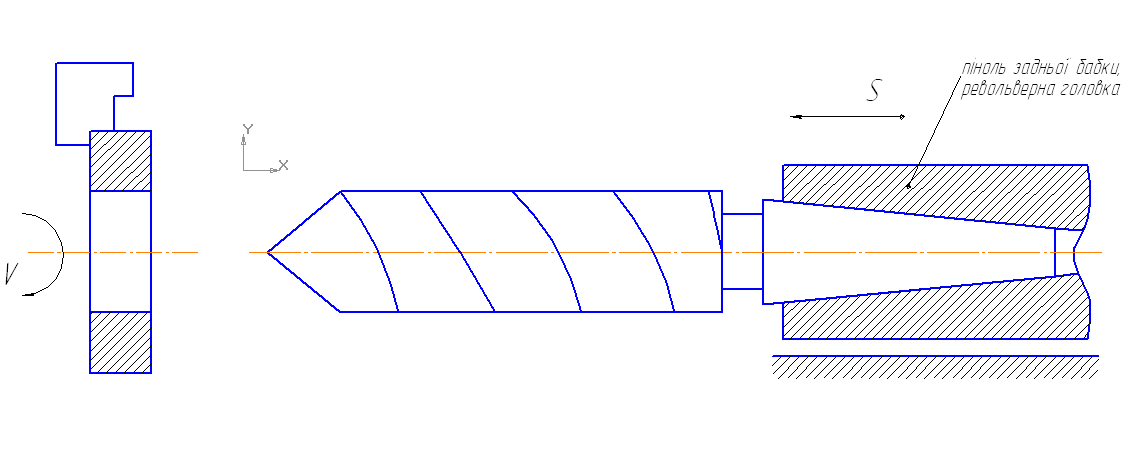 піноль задньої бабки,
револьверна головка
S
Y
X
V